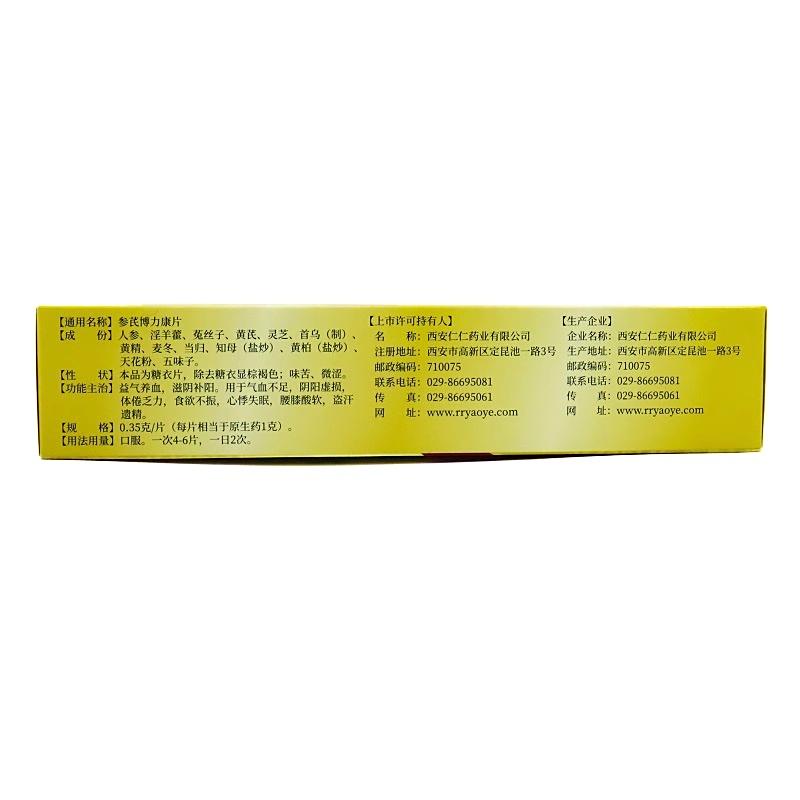 【通用名称】参芪博力康片
【成　　份】人参、淫羊藿、菟丝子、黄芪、灵芝、首乌（制）、
黄精、麦冬、当归、知母（盐炒）、黄柏（盐炒）、
天花粉、五味子。
【性　　状】本品为糖衣片，除去糖衣显棕褐色；味苦、微涩。
【功能主治】益气养血，滋阴补阳。用于气血不足，阴阳虚损，
体倦乏力，食欲不振，心悸失眠，腰膝酸软，盗汗
遗精。
【规　　格】0.35克/片（每片相当于原生药1克）。
【用法用量】口服。一次4-6片，一日2次。
【上市许可持有人】
名　　称：西安仁仁药业有限公司
注册地址：西安市高新区定昆池一路3号
邮政编码：710075
联系电话：029-86695081
传　　真：029-86695061
网　　址：www.rryaoye.com
【生产企业】
企业名称：西安仁仁药业有限公司
生产地址：西安市高新区定昆池一路3号
邮政编码：710075
联系电话：029-86695081
传　　真：029-86695061
网　　址：www.rryaoye.com